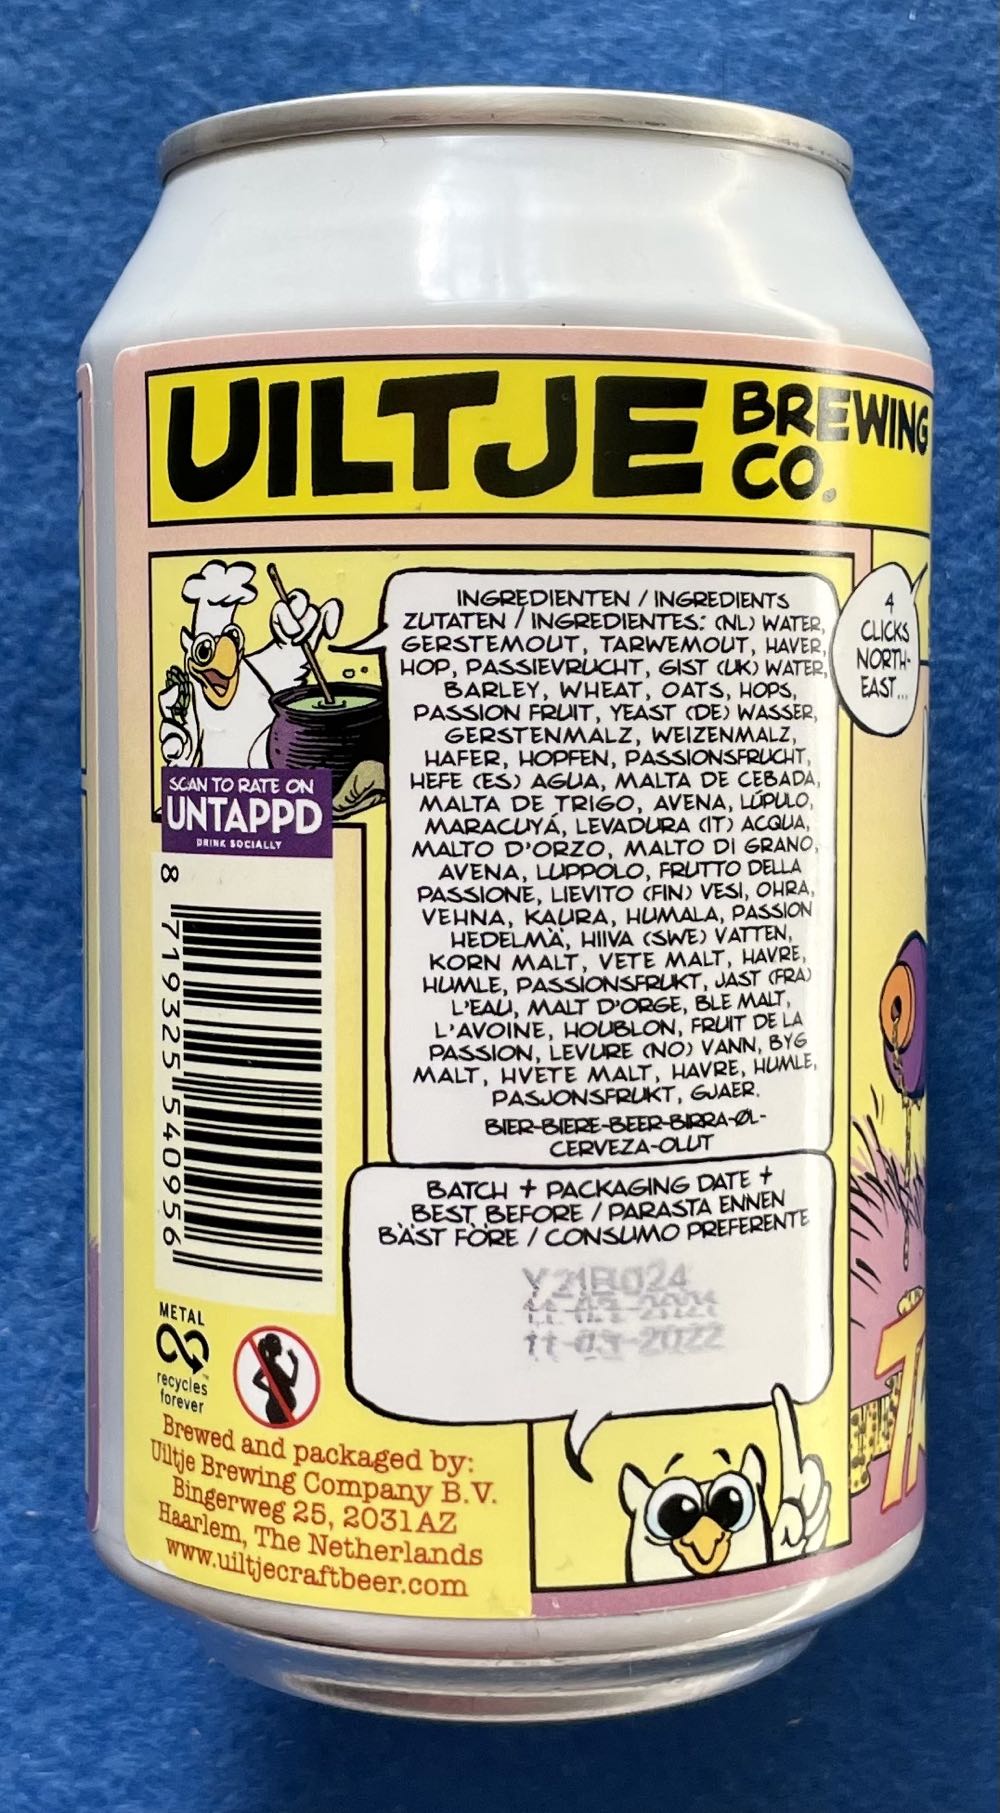 UILTJE BREWING CO.
INGREDIENTEN / INGREDIENTS
ZUTATEN / INGREDIENTES: (NL) WATER,
GERSTEMOUT, TARWEMOUT, HAVER,
HOP, PASSIEVRUCHT, GIST (UK) WATER,
BARLEY, WHEAT, OATS, HOPS,
PASSION FRUIT, YEAST (DE) WASSER,
GERSTENMALZ, WEIZENMALZ,
HAFER, HOPFEN, PASSIONSFRUCHT,
HEFE (ES) AGUA, MALTA DE CEBADA,
MALTA DE TRIGO, AVENA, LÚPULO,
MARACUYÁ, LEVADURA (IT) ACQUA,
MALTO D'ORZO, MALTO DI GRANO,
AVENA, LUPPOLO, FRUTTO DELLA
PASSIONE, LIEVITO (FIN) VESI, OHRA,
VEHNA, KAURA, HUMALA, PASSION
HEDELMÀ, HIIVA (SWE) VATTEN,
KORN MALT, VETE MALT, HAVRE,
HUMLE, PASSIONSFRUKT, JAST (FRA)
L'EAU, MALT D'ORGE, BLE MALT,
L'AVOINE, HOUBLON, FRUIT DE LA
PASSION, LEVURE (NO) VANN, BYG
MALT, HVETE MALT, HAVRE, HUMLE,
PASJONSFRUKT, GJAER.
BIER-BIERE-BEER-BIRRA-ØL-
CERVEZA-OLUT
4
CLICKS
NORTH-
EAST...
SCAN TO RATE ON
UNTAPPD
DRINK SOCIALLY
8 719325 540956
BATCH + PACKAGING DATE +
BEST BEFORE / PARASTA ENNEN
BÄST FÖRE / CONSUMO PREFERENTE
Y21B024
11-03-2022
METAL
recycles
forever
Brewed and packaged by:
Uiltje Brewing Company B.V.
Bingerweg 25, 2031AZ
Haarlem, The Netherlands
www.uiltjecraftbeer.com